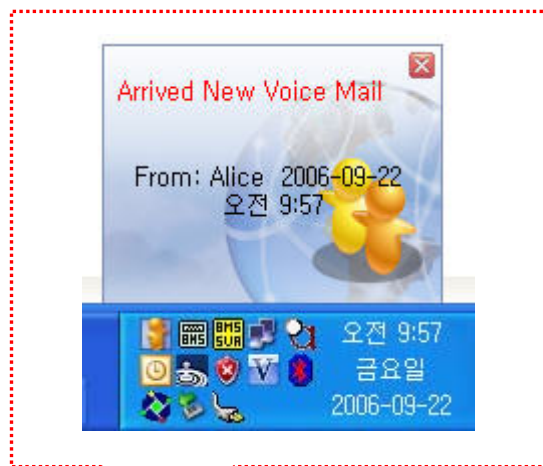 Arrived New Voice Mail
From: Alice 2006-09-22
오전 9:57
BMS
BMS
SVR
오전 9:57
V
금요일
2006-09-22